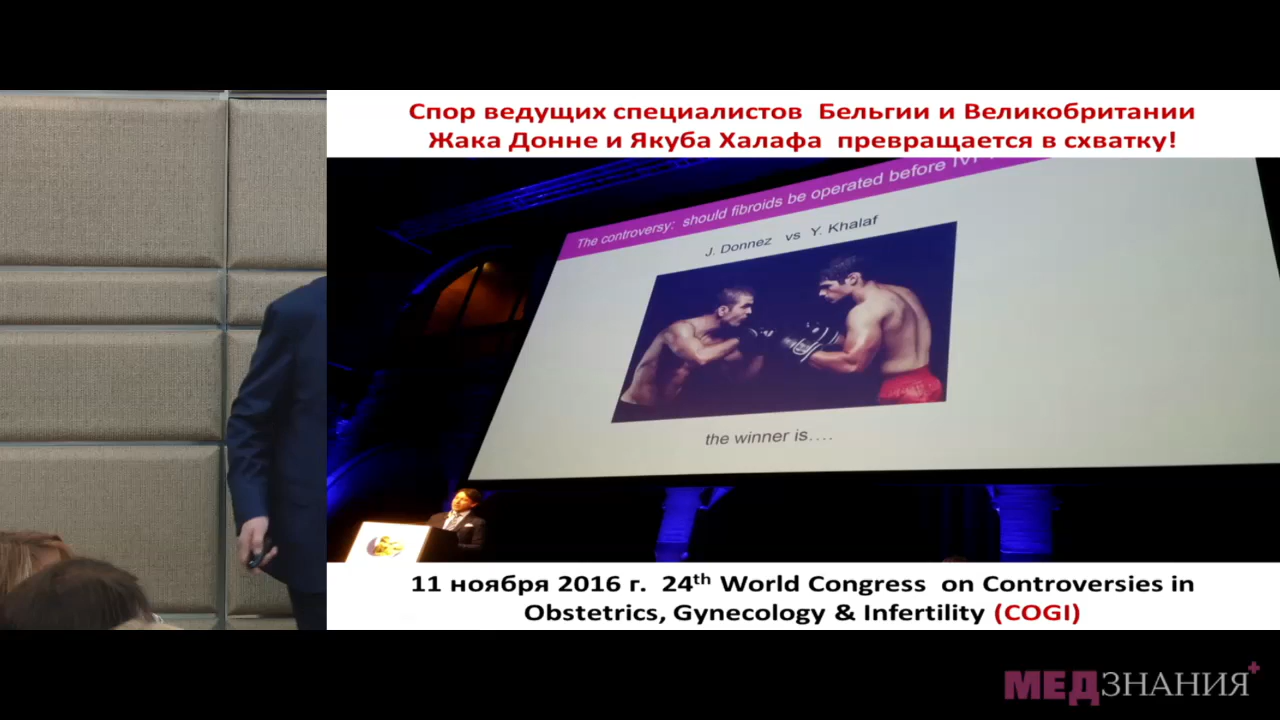 Спор ведущих специалистов Бельгии и Великобритании
Жака Донне и Якуба Халафа превращается в схватку!
The controversy: should fibroids be operated before IVF
J. Donnez vs Y. Khalaf
the winner is....
11 ноября 2016 г. 24th World Congress on Controversies in
Obstetrics, Gynecology & Infertility (COGI)
МЕДЗНАНИЯ+